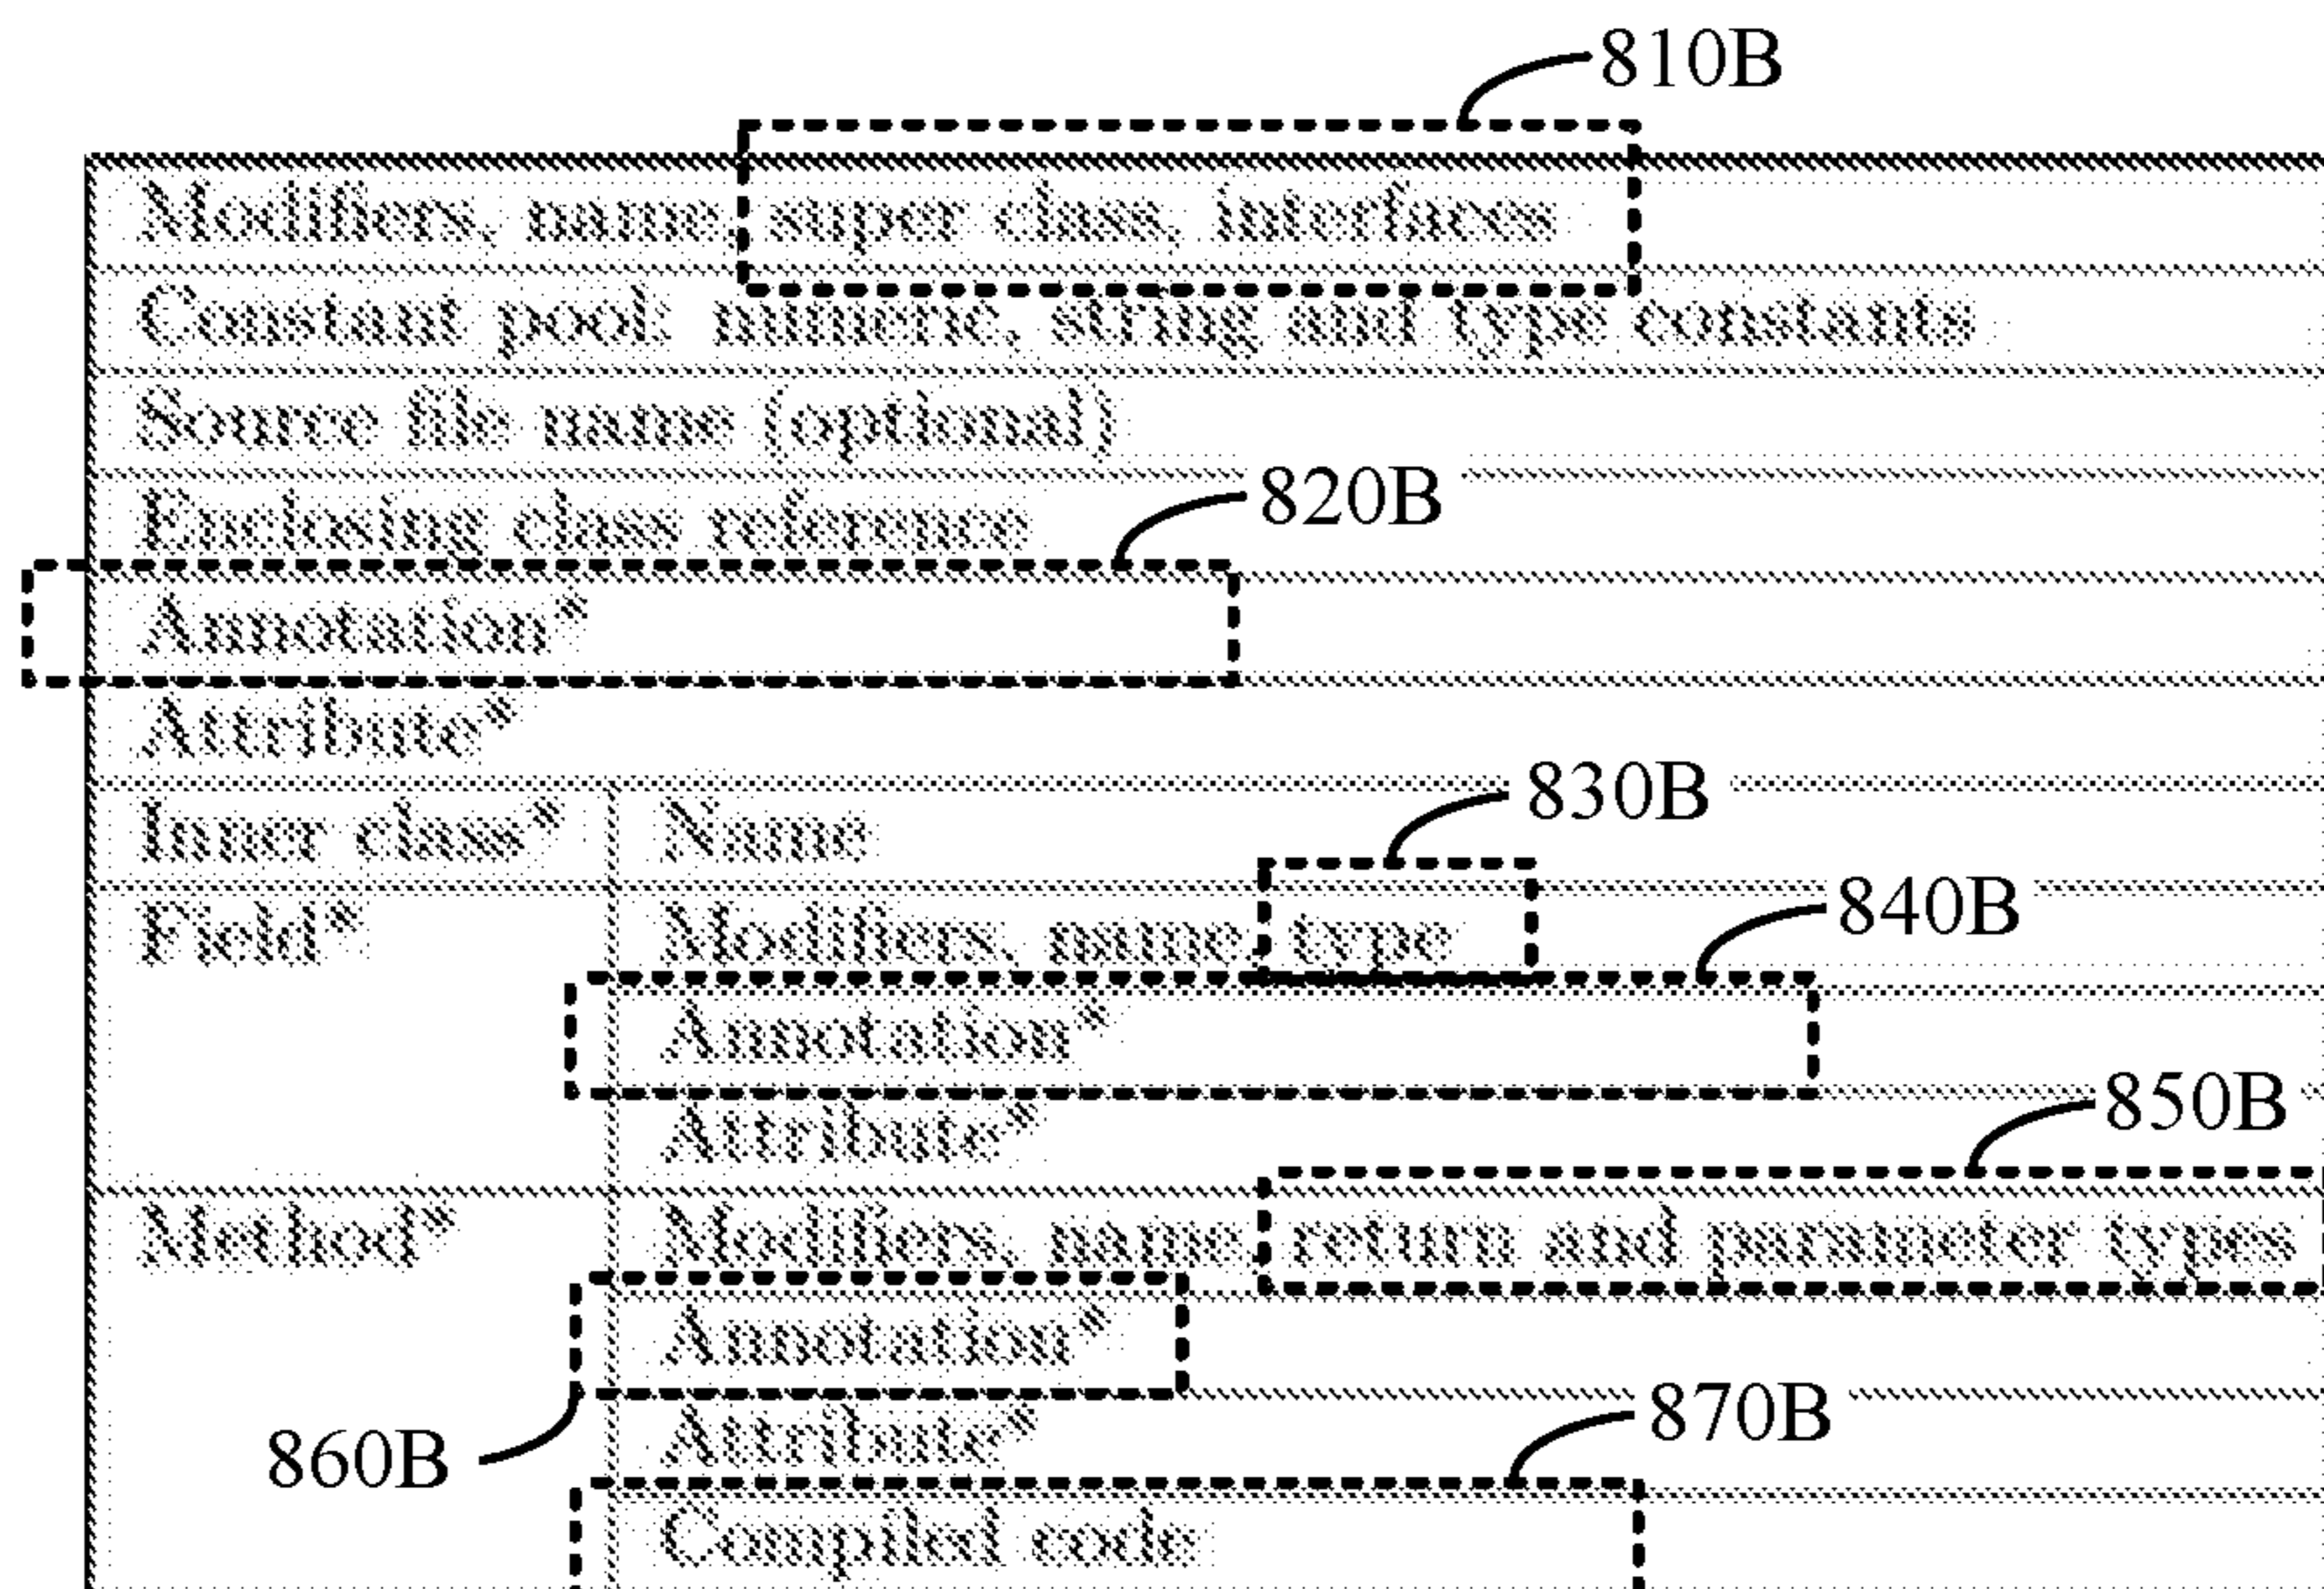 810B
Modifiers, name, super class, interfaces
Constant pool: numeric, string and type constants
Source file name (optional)
820B
Enclosing class reference
Annotation*
Attribute*
830B
Inner class* Name
840B
Field* Modifiers, name, type
Annotation*
850B
Attribute*
Method* Modifiers, name, return and parameter types
Annotation*
870B
Attribute*
860B
Compiled code